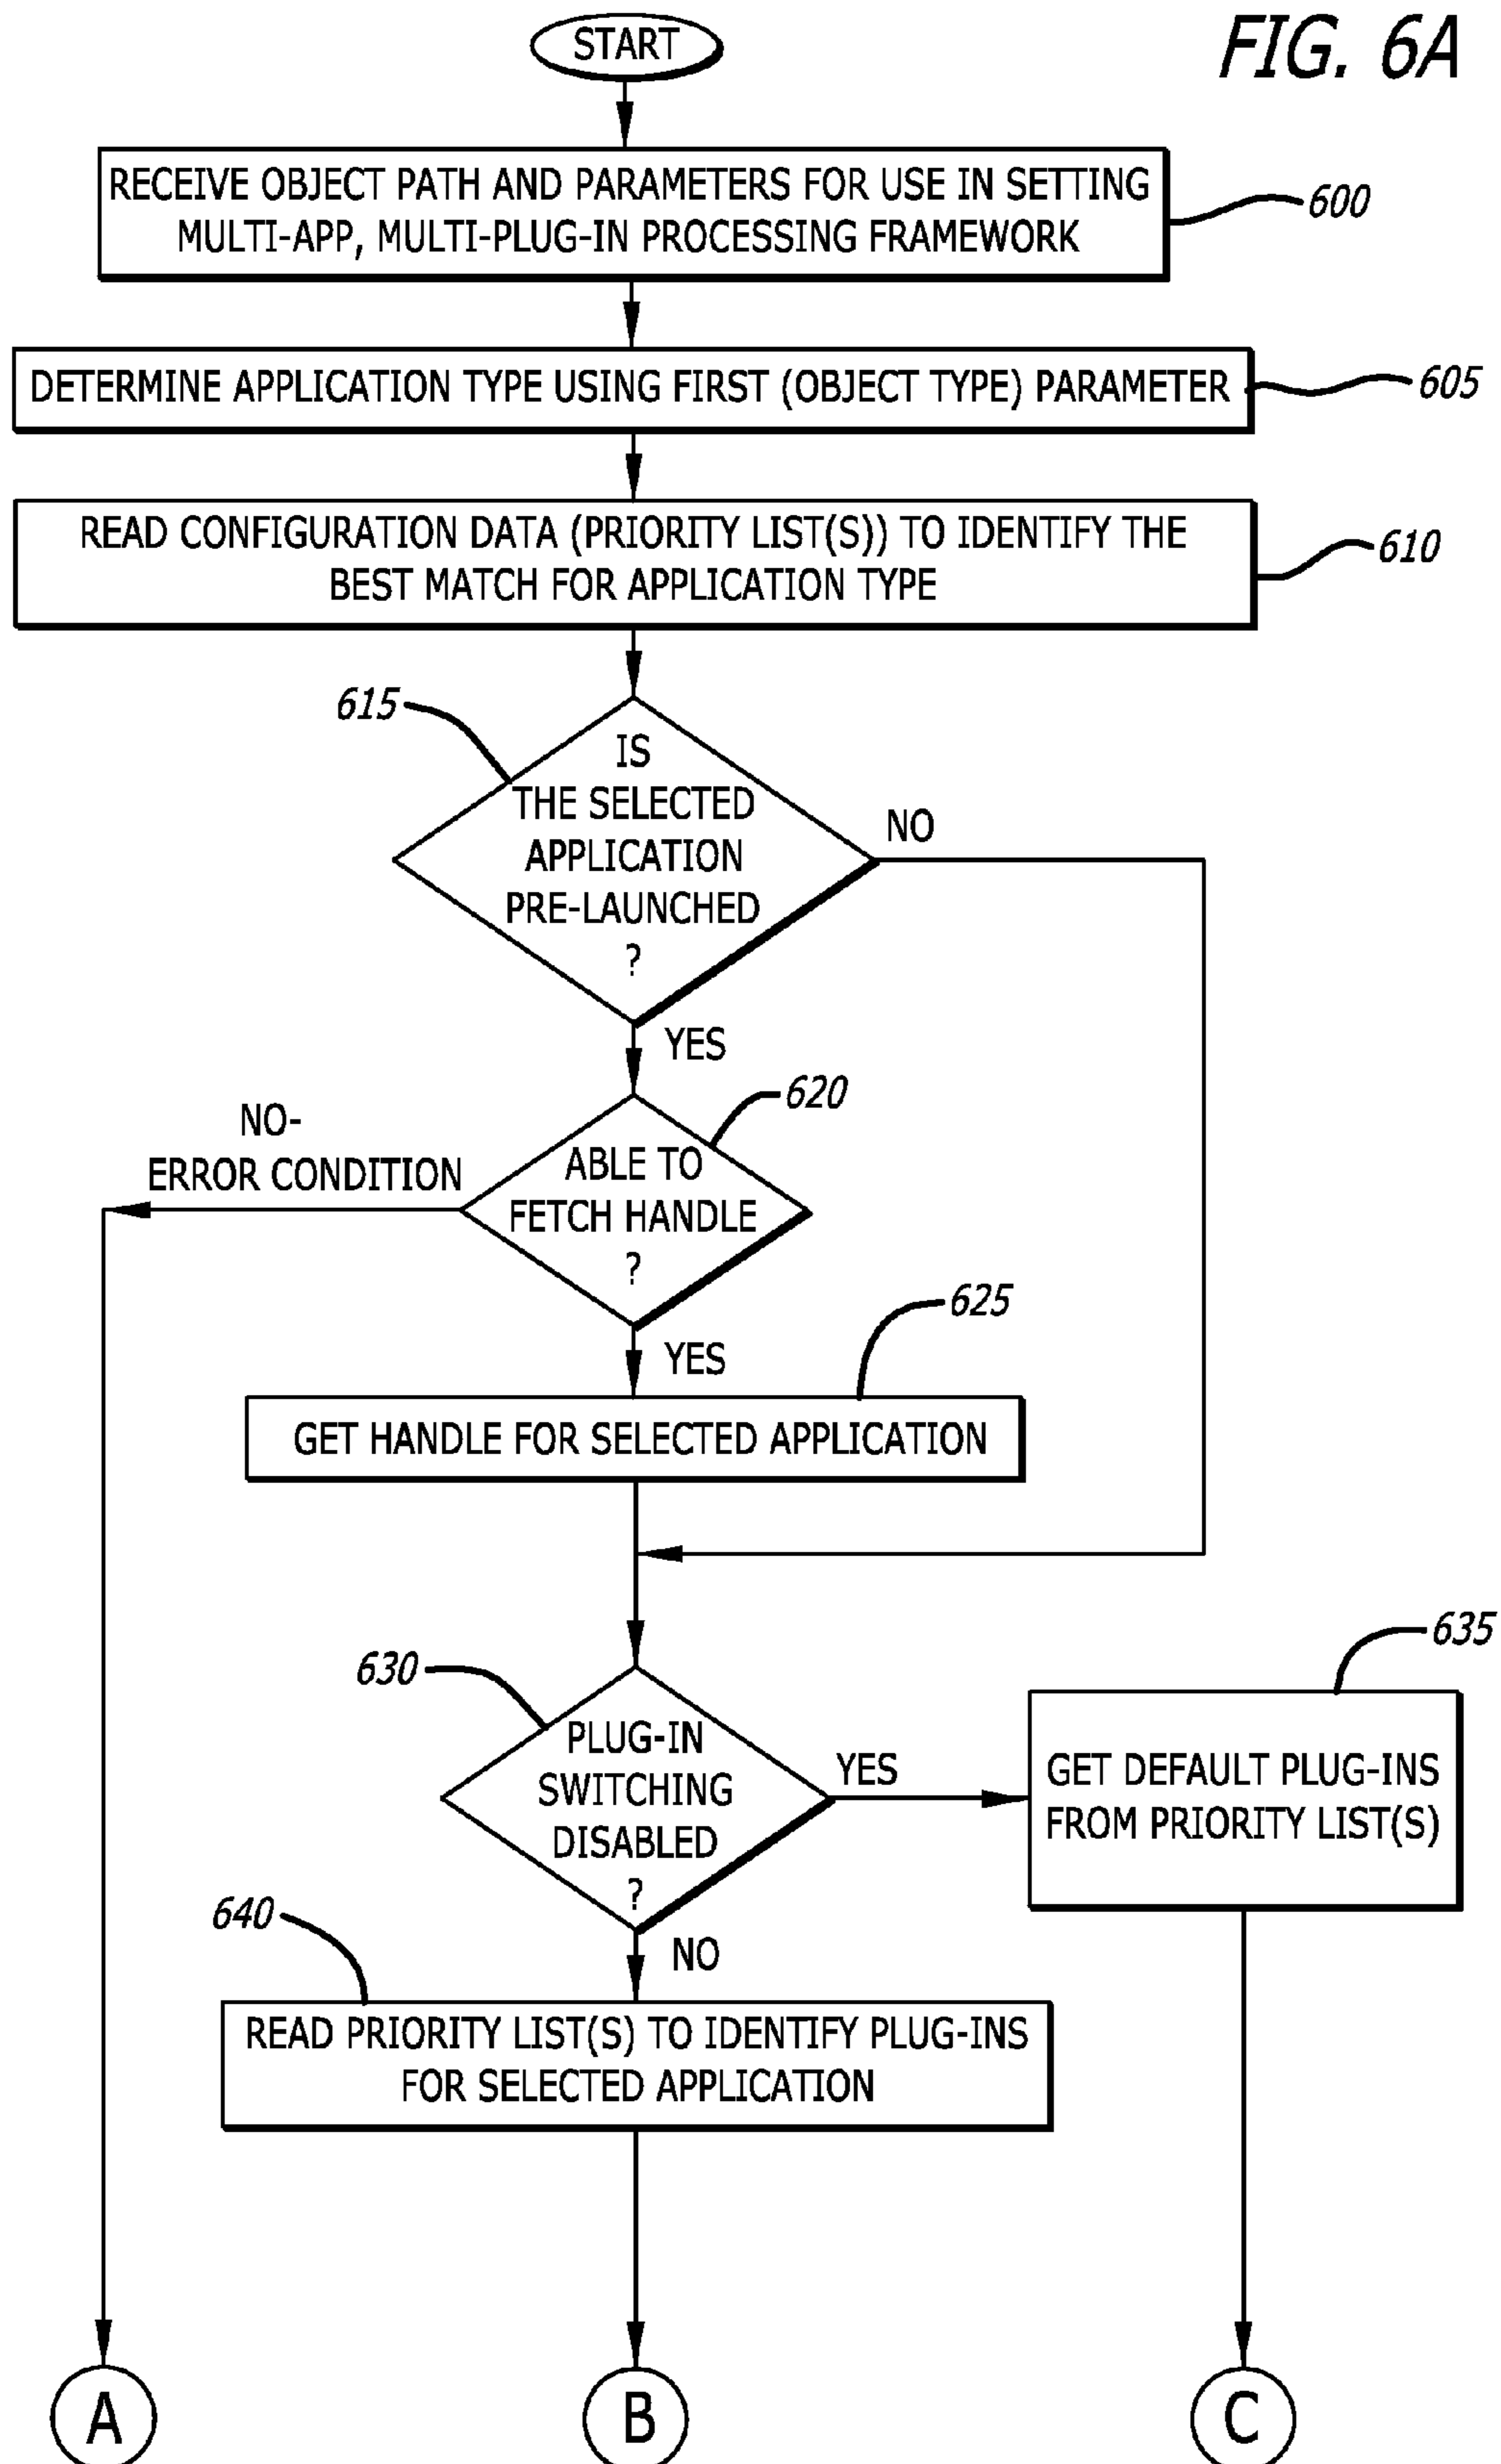 FIG. 6A
START
RECEIVE OBJECT PATH AND PARAMETERS FOR USE IN SETTING
MULTI-APP, MULTI-PLUG-IN PROCESSING FRAMEWORK
600
DETERMINE APPLICATION TYPE USING FIRST (OBJECT TYPE) PARAMETER
605
READ CONFIGURATION DATA (PRIORITY LIST(S)) TO IDENTIFY THE
BEST MATCH FOR APPLICATION TYPE
610
615
IS
THE SELECTED
APPLICATION
PRE-LAUNCHED
?
NO
YES
620
NO-
ERROR CONDITION
ABLE TO
FETCH HANDLE
?
YES
625
GET HANDLE FOR SELECTED APPLICATION
630
PLUG-IN
SWITCHING
DISABLED
?
YES
635
GET DEFAULT PLUG-INS
FROM PRIORITY LIST(S)
NO
640
READ PRIORITY LIST(S) TO IDENTIFY PLUG-INS
FOR SELECTED APPLICATION
A
B
C